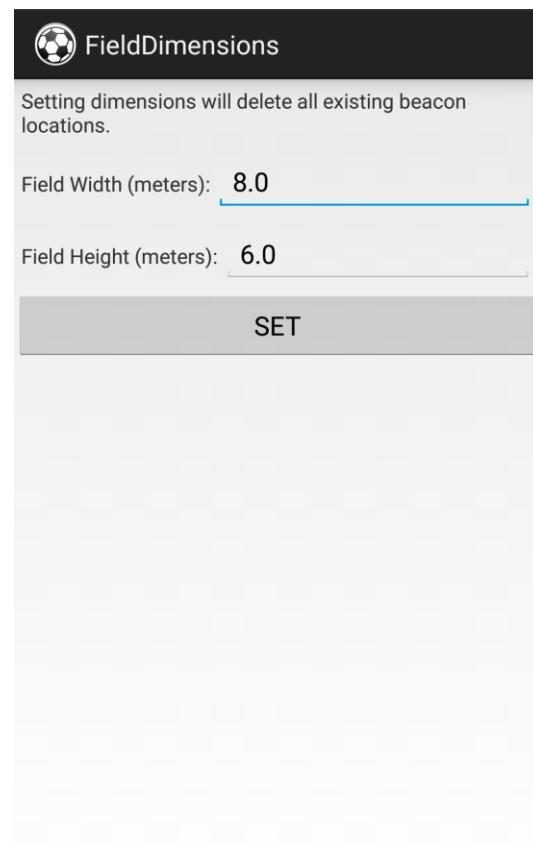 FieldDimensions
Setting dimensions will delete all existing beacon
locations.
Field Width (meters): 8.0
Field Height (meters): 6.0
SET